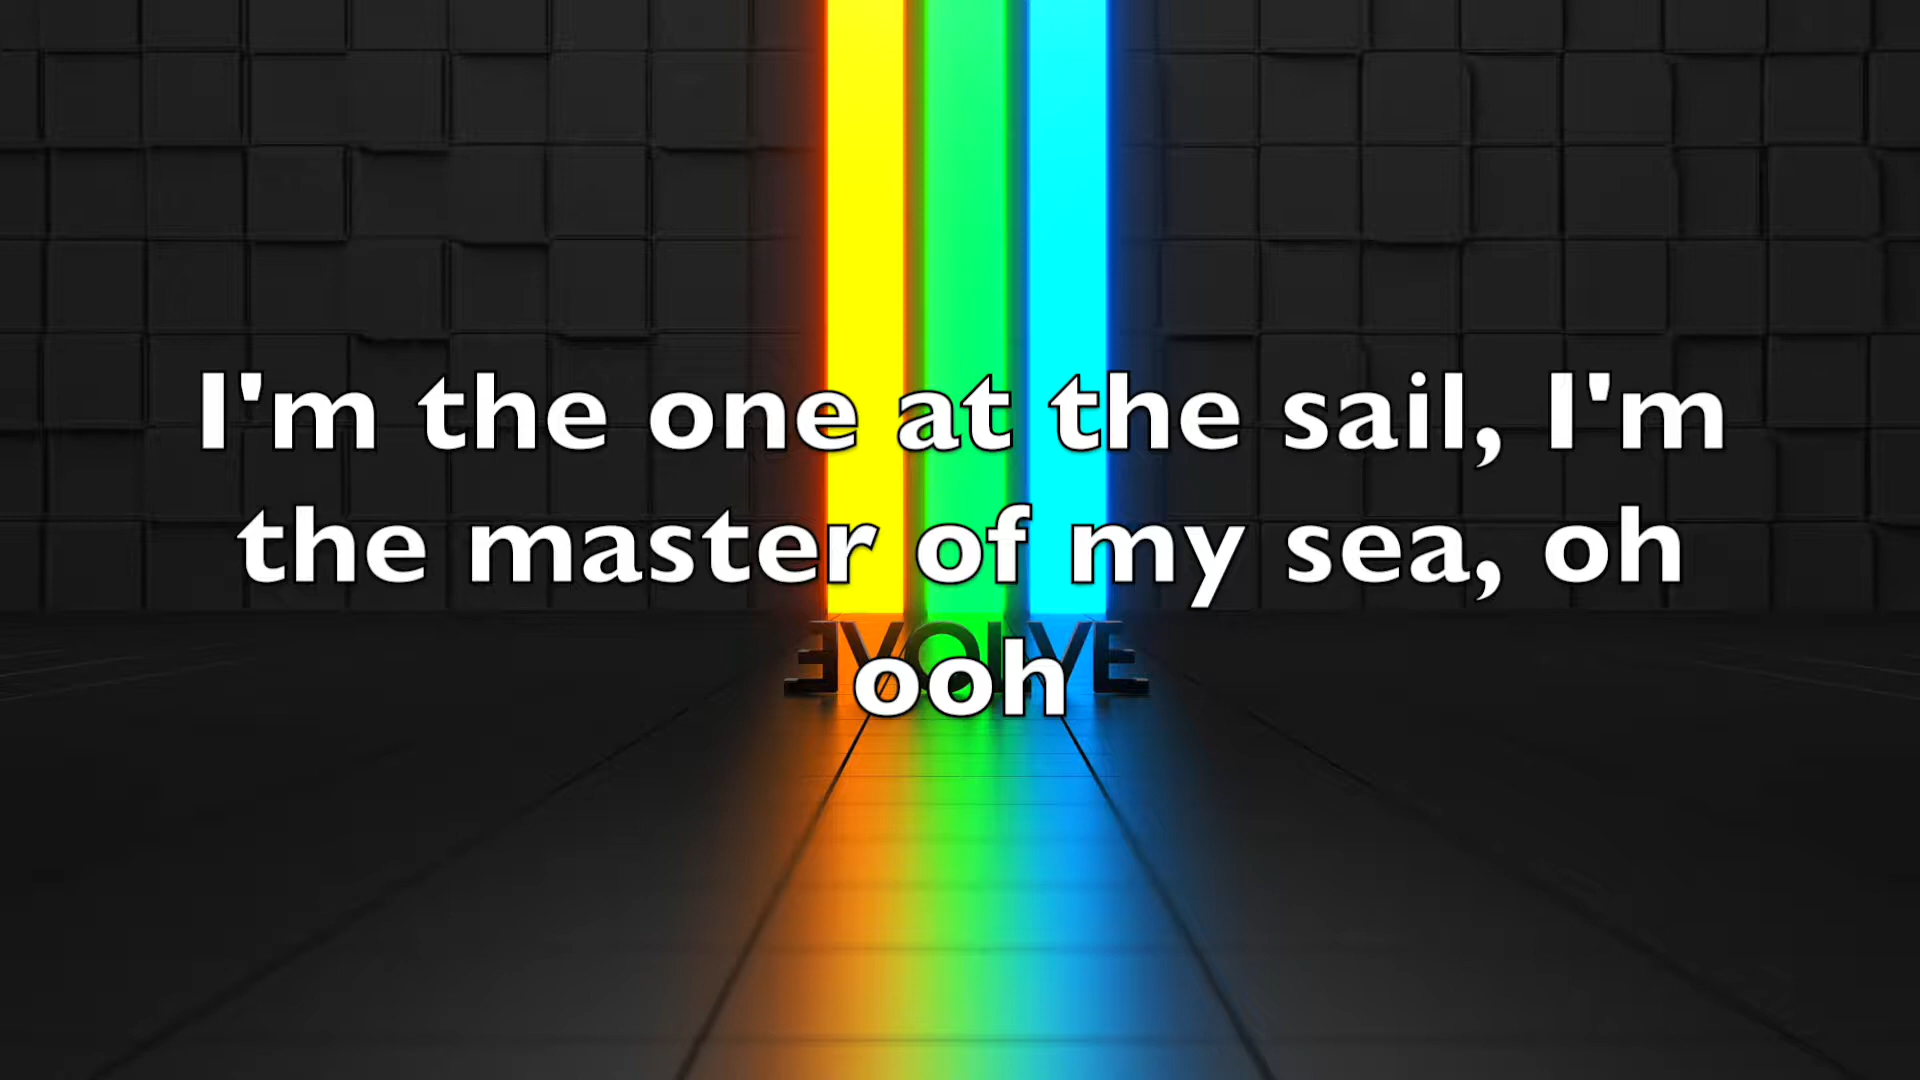 I'm the one at the sail, I'm
the master of my sea, oh
ooh
EVOLVE